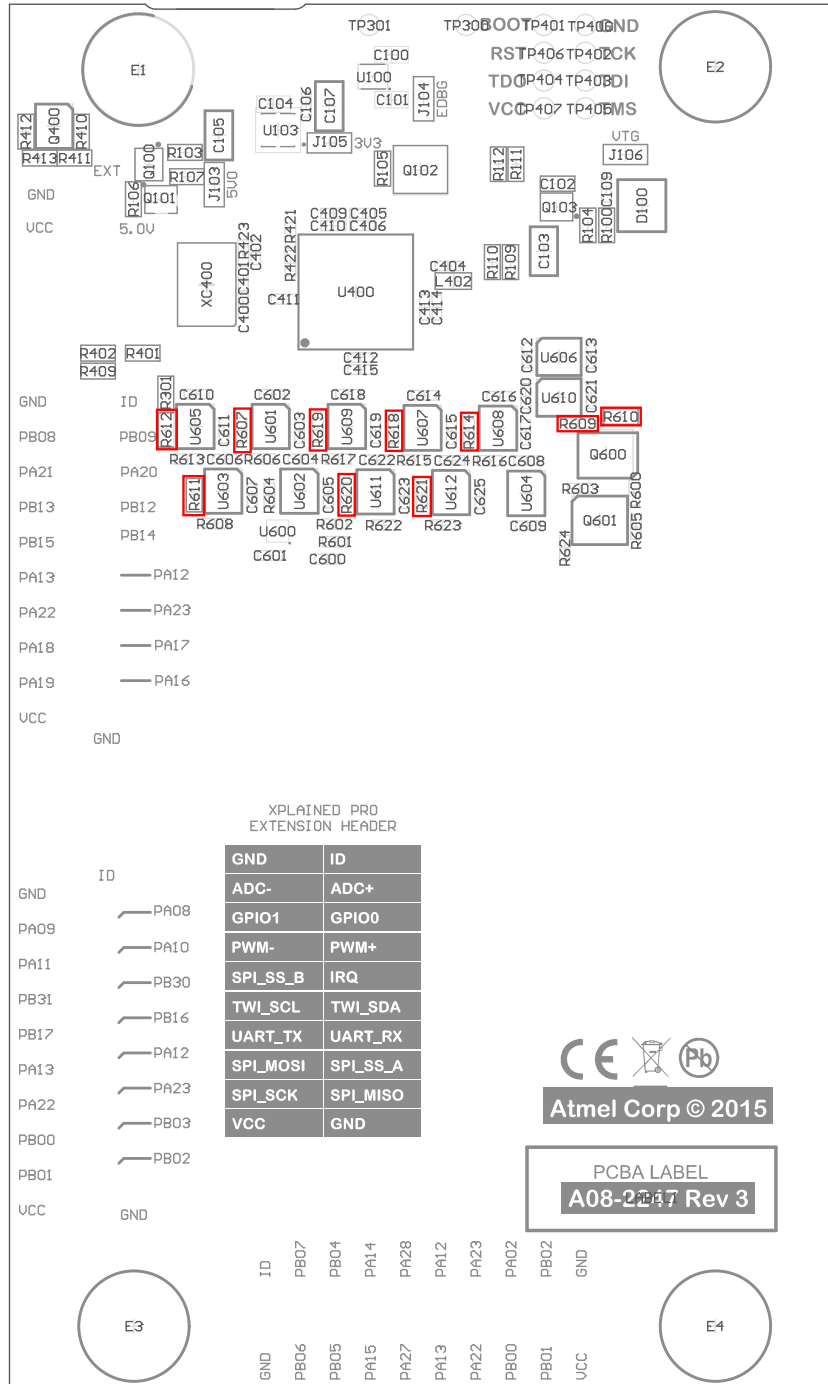 TP301 TP300 BOOT TP401 TP400 GND
E1 E2
C100 RST TP406 TP402 TCK
U100 TDO TP404 TP403 TDI
C101 J104 EDBG VCC TP407 TP405 TMS
C104 C106 C107
U103 J105 3V3
R412 Q400 R410 C105
R413 R411 EXT Q100 R103 R107 J103 5V0
R105 Q102 R112 R111 VTG J106
GND R106 Q101 C102 C109 Q103 D100
VCC 5.0V R104 R100
R423 C402 R421 C409 C405
C410 C406 C103
XC400 C401 C400 R422 U400 C404 L402 R110 R109
C411 C413 C414
C412
C415
R402 R401
R409
C612 U606 C613
C620 U610 C621
GND ID R301 C610 C602 C618 C614 C616
R609 R610
PB08 PB09 R612 U605 C611 R607 U601 C603 R619 U609 C619 R618 U607 C615 R614 U608 C617
Q600
R613 C606 R606 C604 R617 C622 R615 C624 R616 C608
PA21 PA20
R603 R600
PB13 PB12 R611 U603 C607 R604 U602 C605 R620 U611 C623 R621 U612 C625 U604
Q601 R605
R608 R602 R622 R623 C609
PB15 PB14 U600 R601 R624
C601 C600
PA13 PA12
PA22 PA23
PA18 PA17
PA19 PA16
VCC
GND
XPLAINED PRO
EXTENSION HEADER
GND ID
ADC- ADC+
GPIO1 GPIO0
PWM- PWM+
SPI_SS_B IRQ
TWI_SCL TWI_SDA
UART_TX UART_RX
SPI_MOSI SPI_SS_A
SPI_SCK SPI_MISO
VCC GND
ID
GND
PA08
PA09
PA10
PA11
PB30
PB31
PB16
PB17
PA12
PA13
PA23
PA22
PB03
PB00
PB02
PB01
VCC
GND
CE Pb
Atmel Corp © 2015
PCBA LABEL
A08-2247 Rev 3
ID PB07 PB04 PA14 PA28 PA12 PA23 PA02 PB02 GND
E3 E4
GND PB06 PB05 PA15 PA27 PA13 PA22 PB00 PB01 VCC